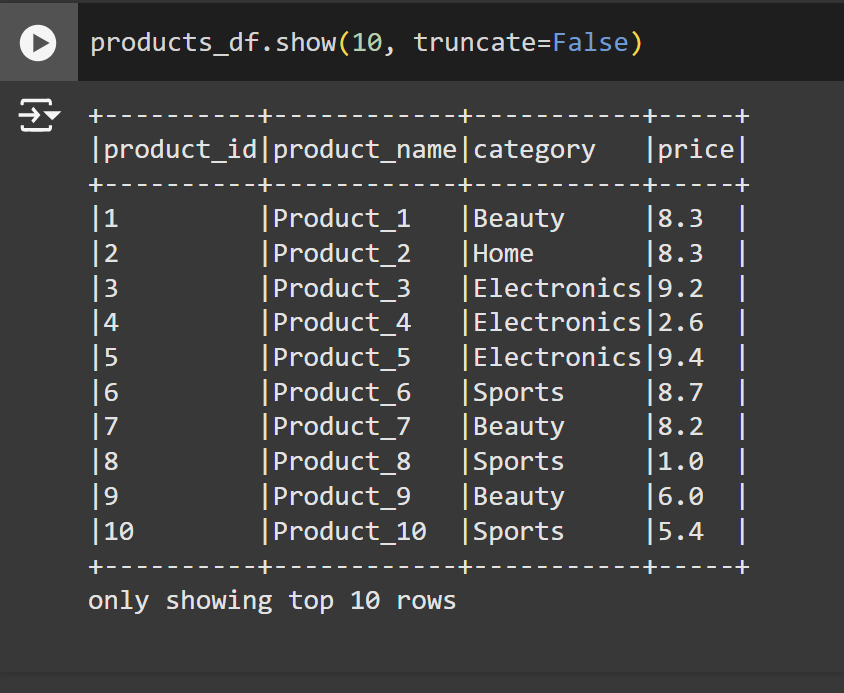 products_df.show(10, truncate=False)
+----------+------------+-----------+-----+
|product_id|product_name|category   |price|
+----------+------------+-----------+-----+
|1         |Product_1   |Beauty     |8.3  |
|2         |Product_2   |Home       |8.3  |
|3         |Product_3   |Electronics|9.2  |
|4         |Product_4   |Electronics|2.6  |
|5         |Product_5   |Electronics|9.4  |
|6         |Product_6   |Sports     |8.7  |
|7         |Product_7   |Beauty     |8.2  |
|8         |Product_8   |Sports     |1.0  |
|9         |Product_9   |Beauty     |6.0  |
|10        |Product_10  |Sports     |5.4  |
+----------+------------+-----------+-----+
only showing top 10 rows